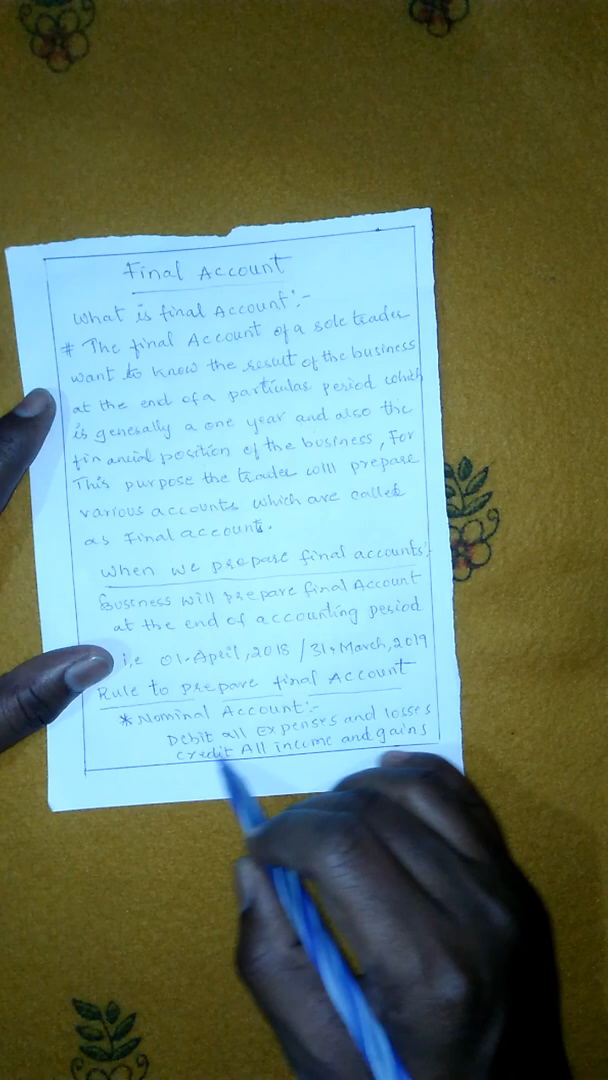 Final Account
What is final Account:-
# The final Account of a sole trader
want to know the result of the business
at the end of a particular period which
is generally a one year and also the
financial position of the business, For
This purpose the trader will prepare
various accounts which are called
as Final accounts.
When we prepare final accounts:-
Business will prepare final Account
at the end of accounting period
i,e 01-April,2018 / 31,March,2019
Rule to prepare final Account
* Nominal Account:-
Debit all expenses and losses
Credit All income and gains